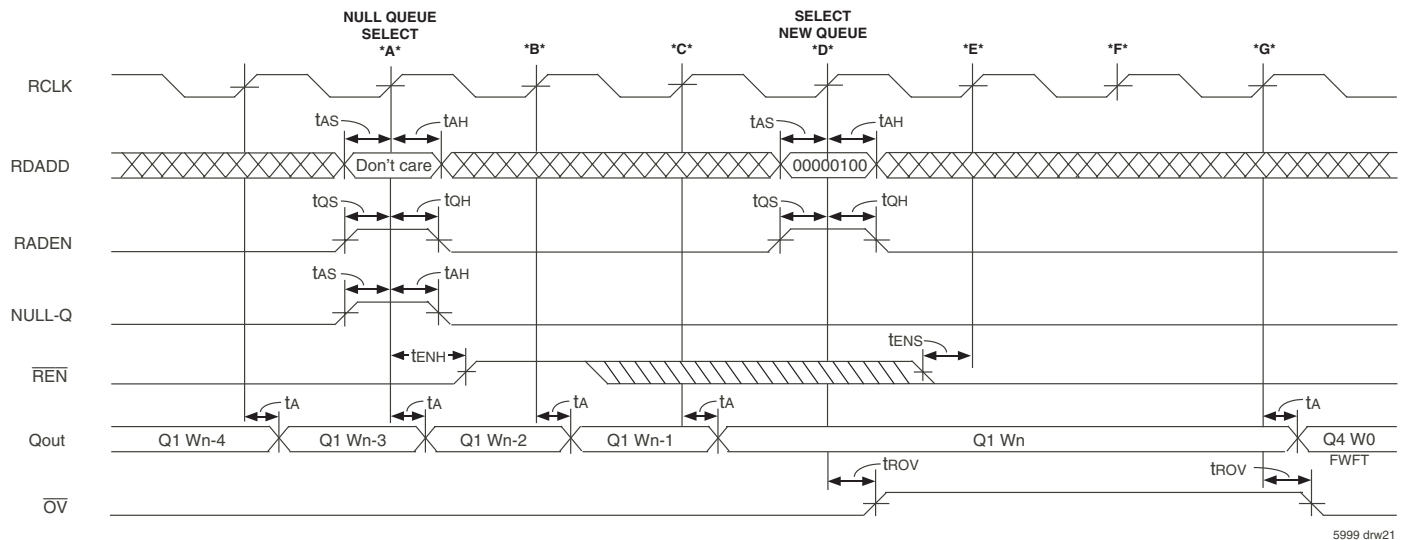 NULL QUEUE
SELECT
*A*
*B*
*C*
SELECT
NEW QUEUE
*D*
*E*
*F*
*G*
RCLK
tAS
tAH
tAS
tAH
RDADD
Don't care
00000100
tQS
tQH
tQS
tQH
RADEN
tAS
tAH
NULL-Q
tENH
tENS
REN
tA
tA
tA
tA
tA
Qout
Q1 Wn-4
Q1 Wn-3
Q1 Wn-2
Q1 Wn-1
Q1 Wn
Q4 W0
FWFT
tROV
tROV
OV
5999 drw21